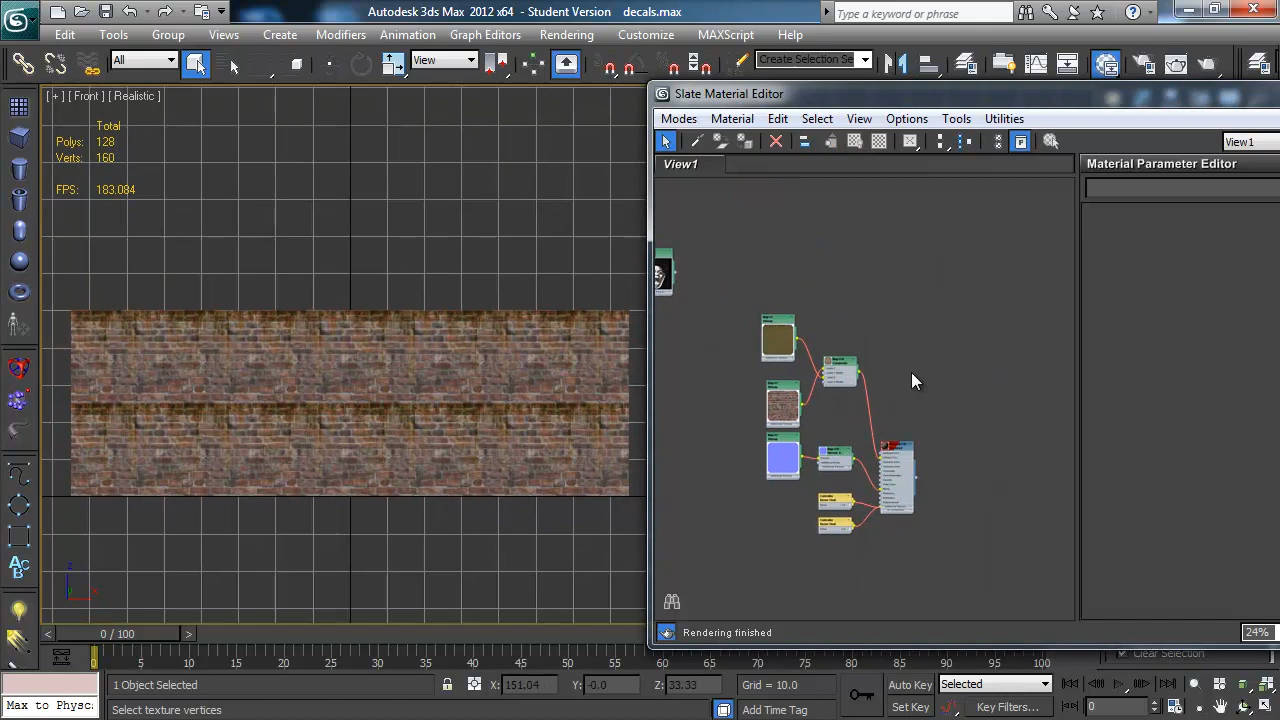 Autodesk 3ds Max 2012 x64 - Student Version decals.max
Type a keyword or phrase
Edit Tools Group Views Create Modifiers Animation Graph Editors Rendering Customize MAXScript Help
All
View
Create Selection Se
[ + ] [ Front ] [ Realistic ]
Total
Polys: 128
Verts: 160
FPS: 183.084
Slate Material Editor
Modes Material Edit Select View Options Tools Utilities
View1
View1
Material Parameter Editor
Rendering finished
24%
Clear Selection
z
x
0 / 100
0 5 10 15 20 25 30 35 40 45 50 55 60 65 70 75 80 85 90 95 100
1 Object Selected
X: 151.04
Y: -0.0
Z: 33.33
Grid = 10.0
Auto Key
Selected
Max to Physc
Select texture vertices
Add Time Tag
Set Key
Key Filters...
0